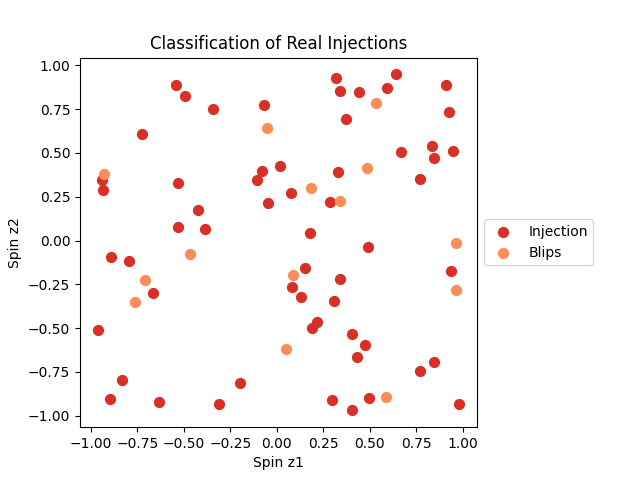 Classification of Real Injections
1.00
0.75
0.50
0.25
0.00
−0.25
−0.50
−0.75
−1.00
Spin z2
−1.00 −0.75 −0.50 −0.25 0.00 0.25 0.50 0.75 1.00
Spin z1
Injection
Blips